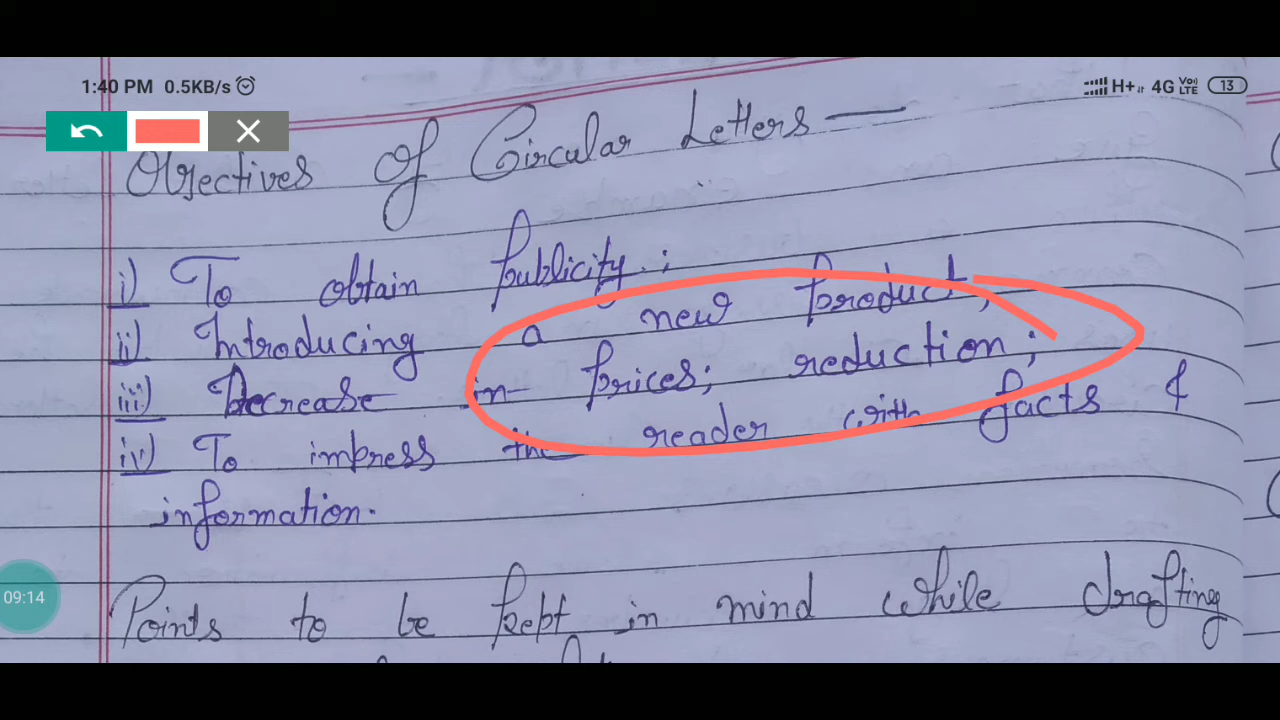 1:40 PM 0.5KB/s H+ 4G VoLTE 13
Objectives Of Circular Letters —
i) To obtain publicity;
ii) Introducing a new product;
iii) Decrease in prices; reduction;
iv) To impress the reader with facts &
information.
09:14
Points to be kept in mind while drafting